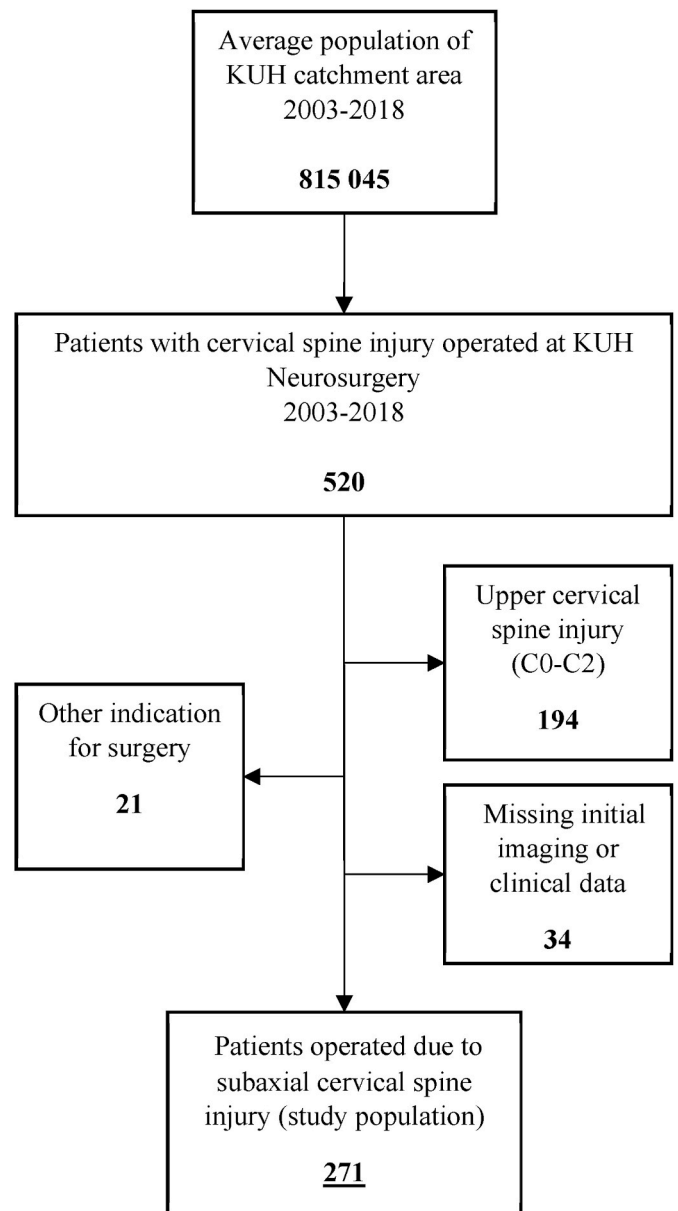 Average population of
KUH catchment area
2003-2018
815 045
Patients with cervical spine injury operated at KUH
Neurosurgery
2003-2018
520
Upper cervical
spine injury
(C0-C2)
194
Other indication
for surgery
21
Missing initial
imaging or
clinical data
34
Patients operated due to
subaxial cervical spine
injury (study population)
271